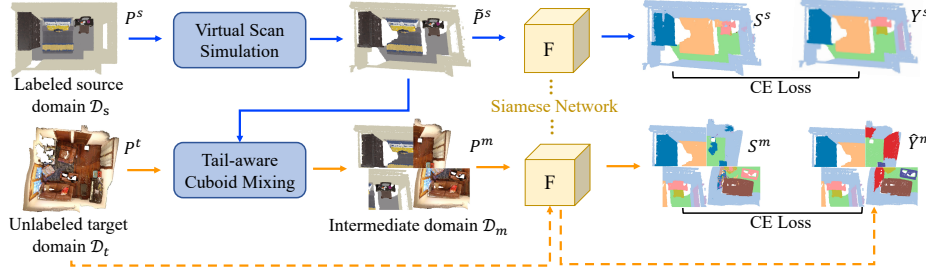 P^s
Virtual Scan
Simulation
P̃^s
F
S^s
Y^s
Labeled source
domain 𝒟_s
CE Loss
Siamese Network
P^t
Tail-aware
Cuboid Mixing
P^m
F
S^m
Ŷ^m
Unlabeled target
domain 𝒟_t
Intermediate domain 𝒟_m
CE Loss